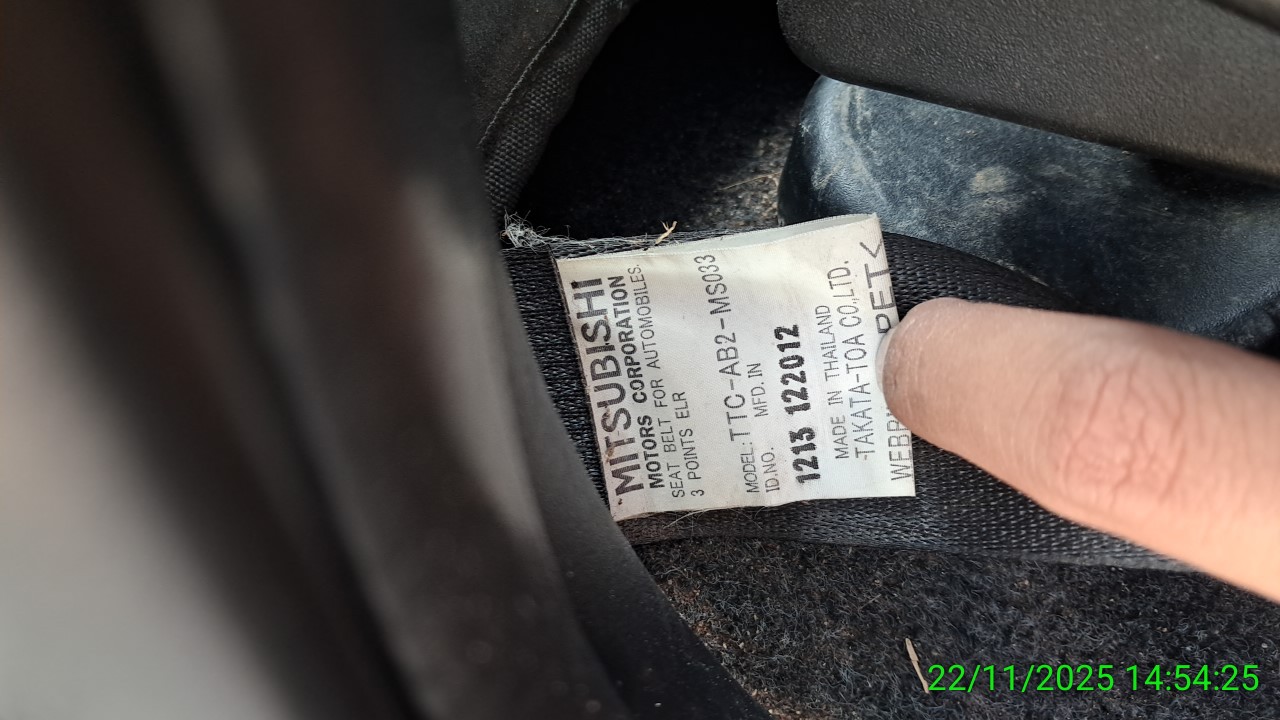 MITSUBISHI
MOTORS CORPORATION
SEAT BELT FOR AUTOMOBILES.
3 POINTS ELR
MODEL:TTC-AB2-MS033
ID.NO. MFD.IN
1213 122012
MADE IN THAILAND
TAKATA-TOA CO.,LTD.
PET<
22/11/2025 14:54:25